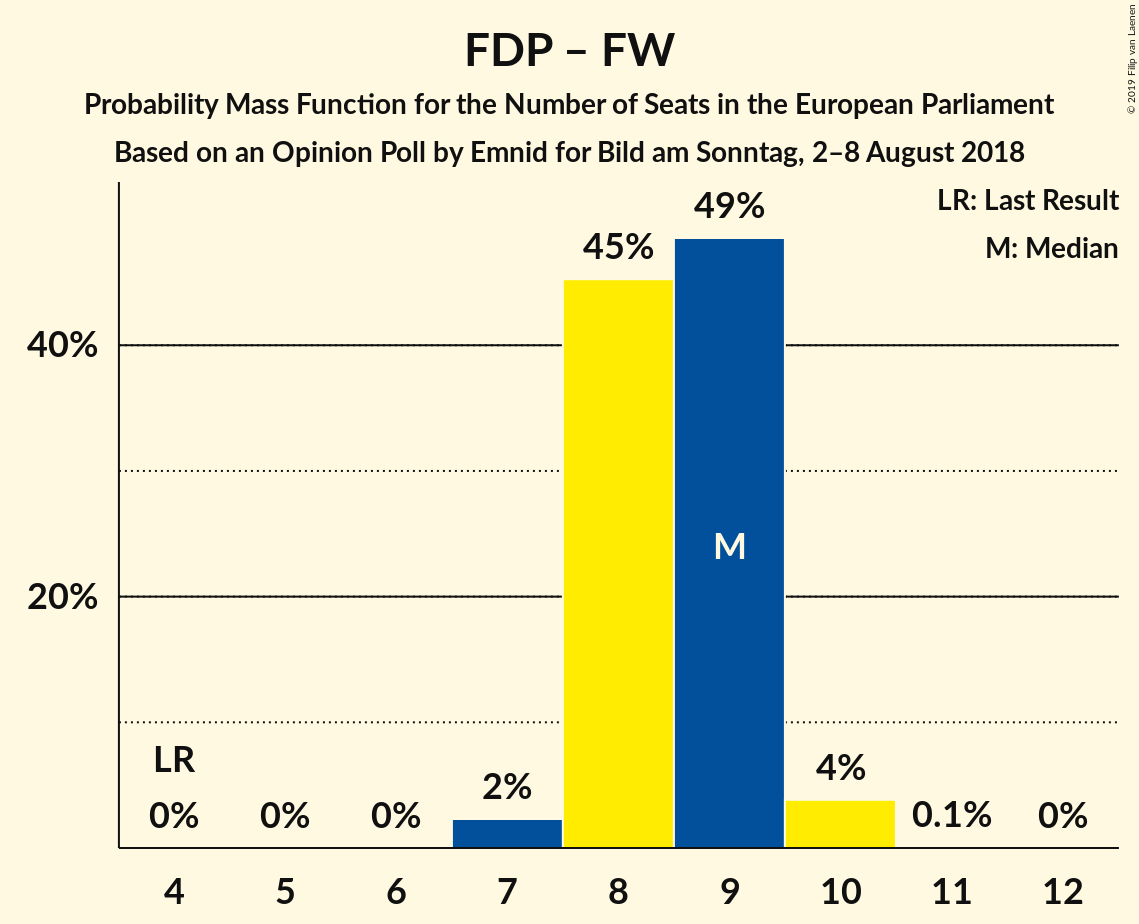 FDP – FW
Probability Mass Function for the Number of Seats in the European Parliament
Based on an Opinion Poll by Emnid for Bild am Sonntag, 2–8 August 2018
© 2019 Filip van Laenen
LR: Last Result
M: Median
49%
45%
40%
M
20%
LR
0%
0%
0%
2%
4%
0.1%
0%
4
5
6
7
8
9
10
11
12